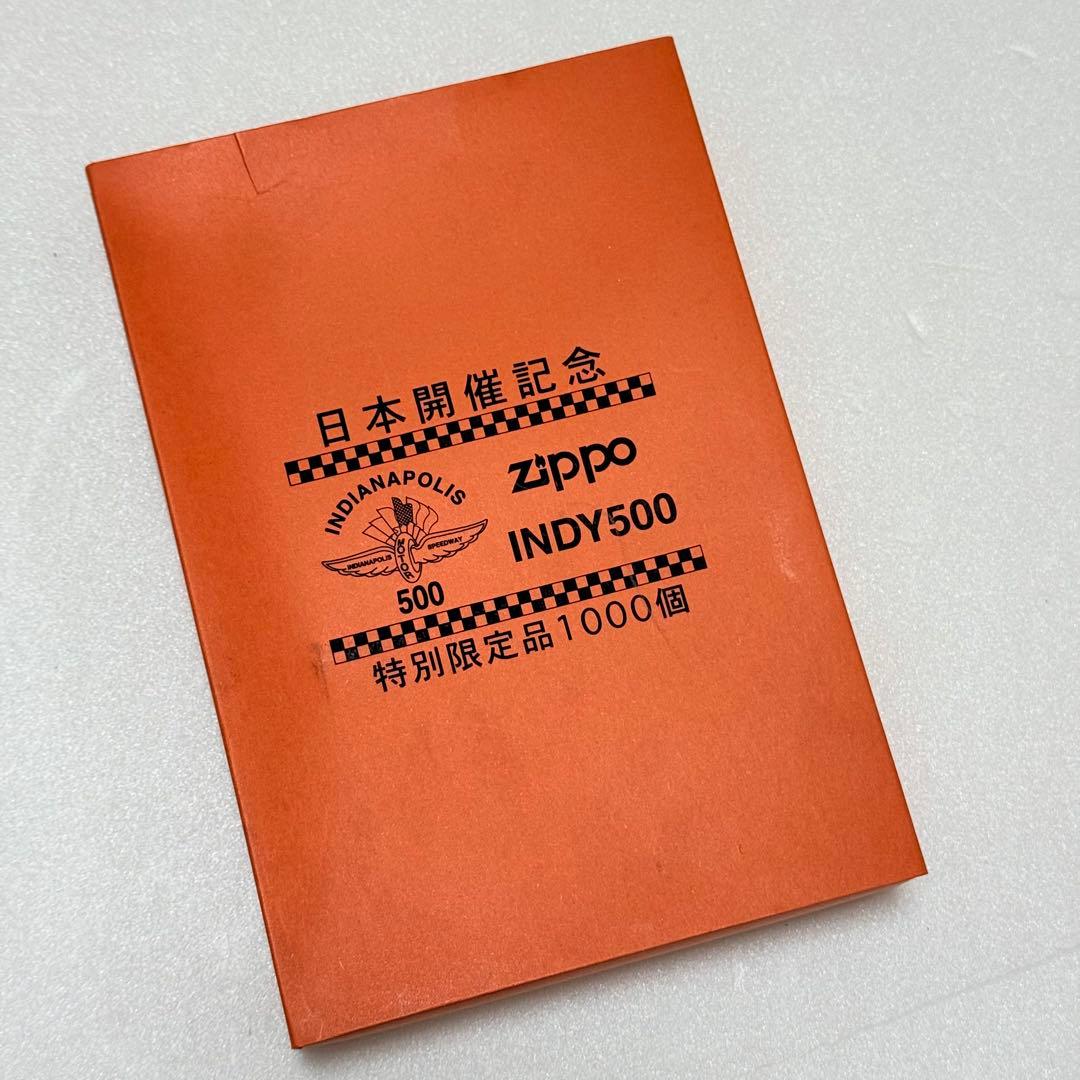 日本開催記念
INDIANAPOLIS
INDIANAPOLIS MOTOR SPEEDWAY
500
zippo
INDY500
特別限定品1000個